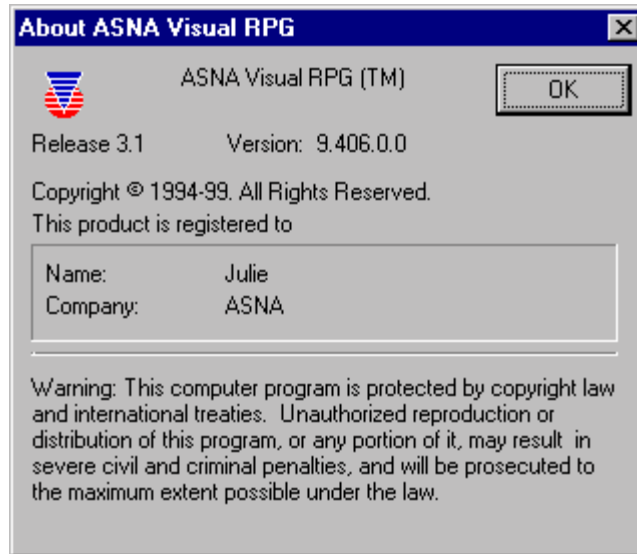 About ASNA Visual RPG
ASNA Visual RPG (TM)
OK
Release 3.1 Version: 9.406.0.0
Copyright © 1994-99. All Rights Reserved.
This product is registered to
Name: Julie
Company: ASNA
Warning: This computer program is protected by copyright law
and international treaties. Unauthorized reproduction or
distribution of this program, or any portion of it, may result in
severe civil and criminal penalties, and will be prosecuted to
the maximum extent possible under the law.